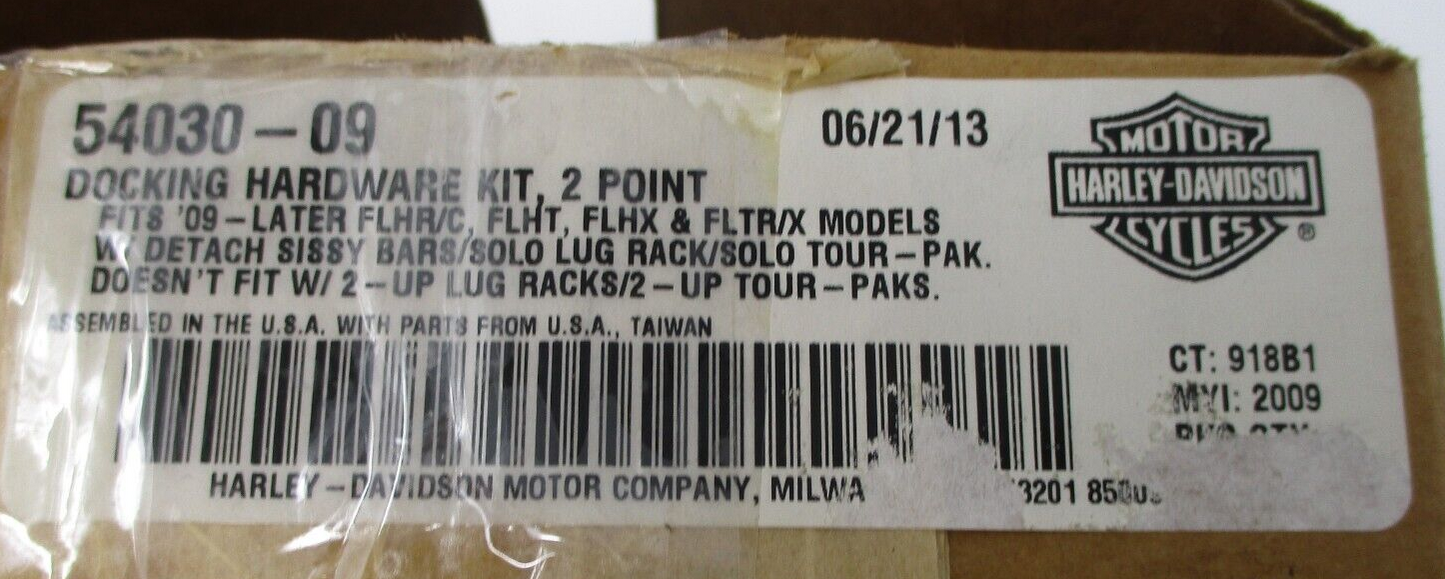 54030-09
06/21/13
MOTOR
HARLEY-DAVIDSON
CYCLES
®
DOCKING HARDWARE KIT, 2 POINT
FITS '09-LATER FLHR/C, FLHT, FLHX & FLTR/X MODELS
W/ DETACH SISSY BARS/SOLO LUG RACK/SOLO TOUR-PAK.
DOESN'T FIT W/ 2-UP LUG RACKS/2-UP TOUR-PAKS.
ASSEMBLED IN THE U.S.A. WITH PARTS FROM U.S.A., TAIWAN
CT: 918B1
MYI: 2009
HARLEY-DAVIDSON MOTOR COMPANY, MILWA 3201